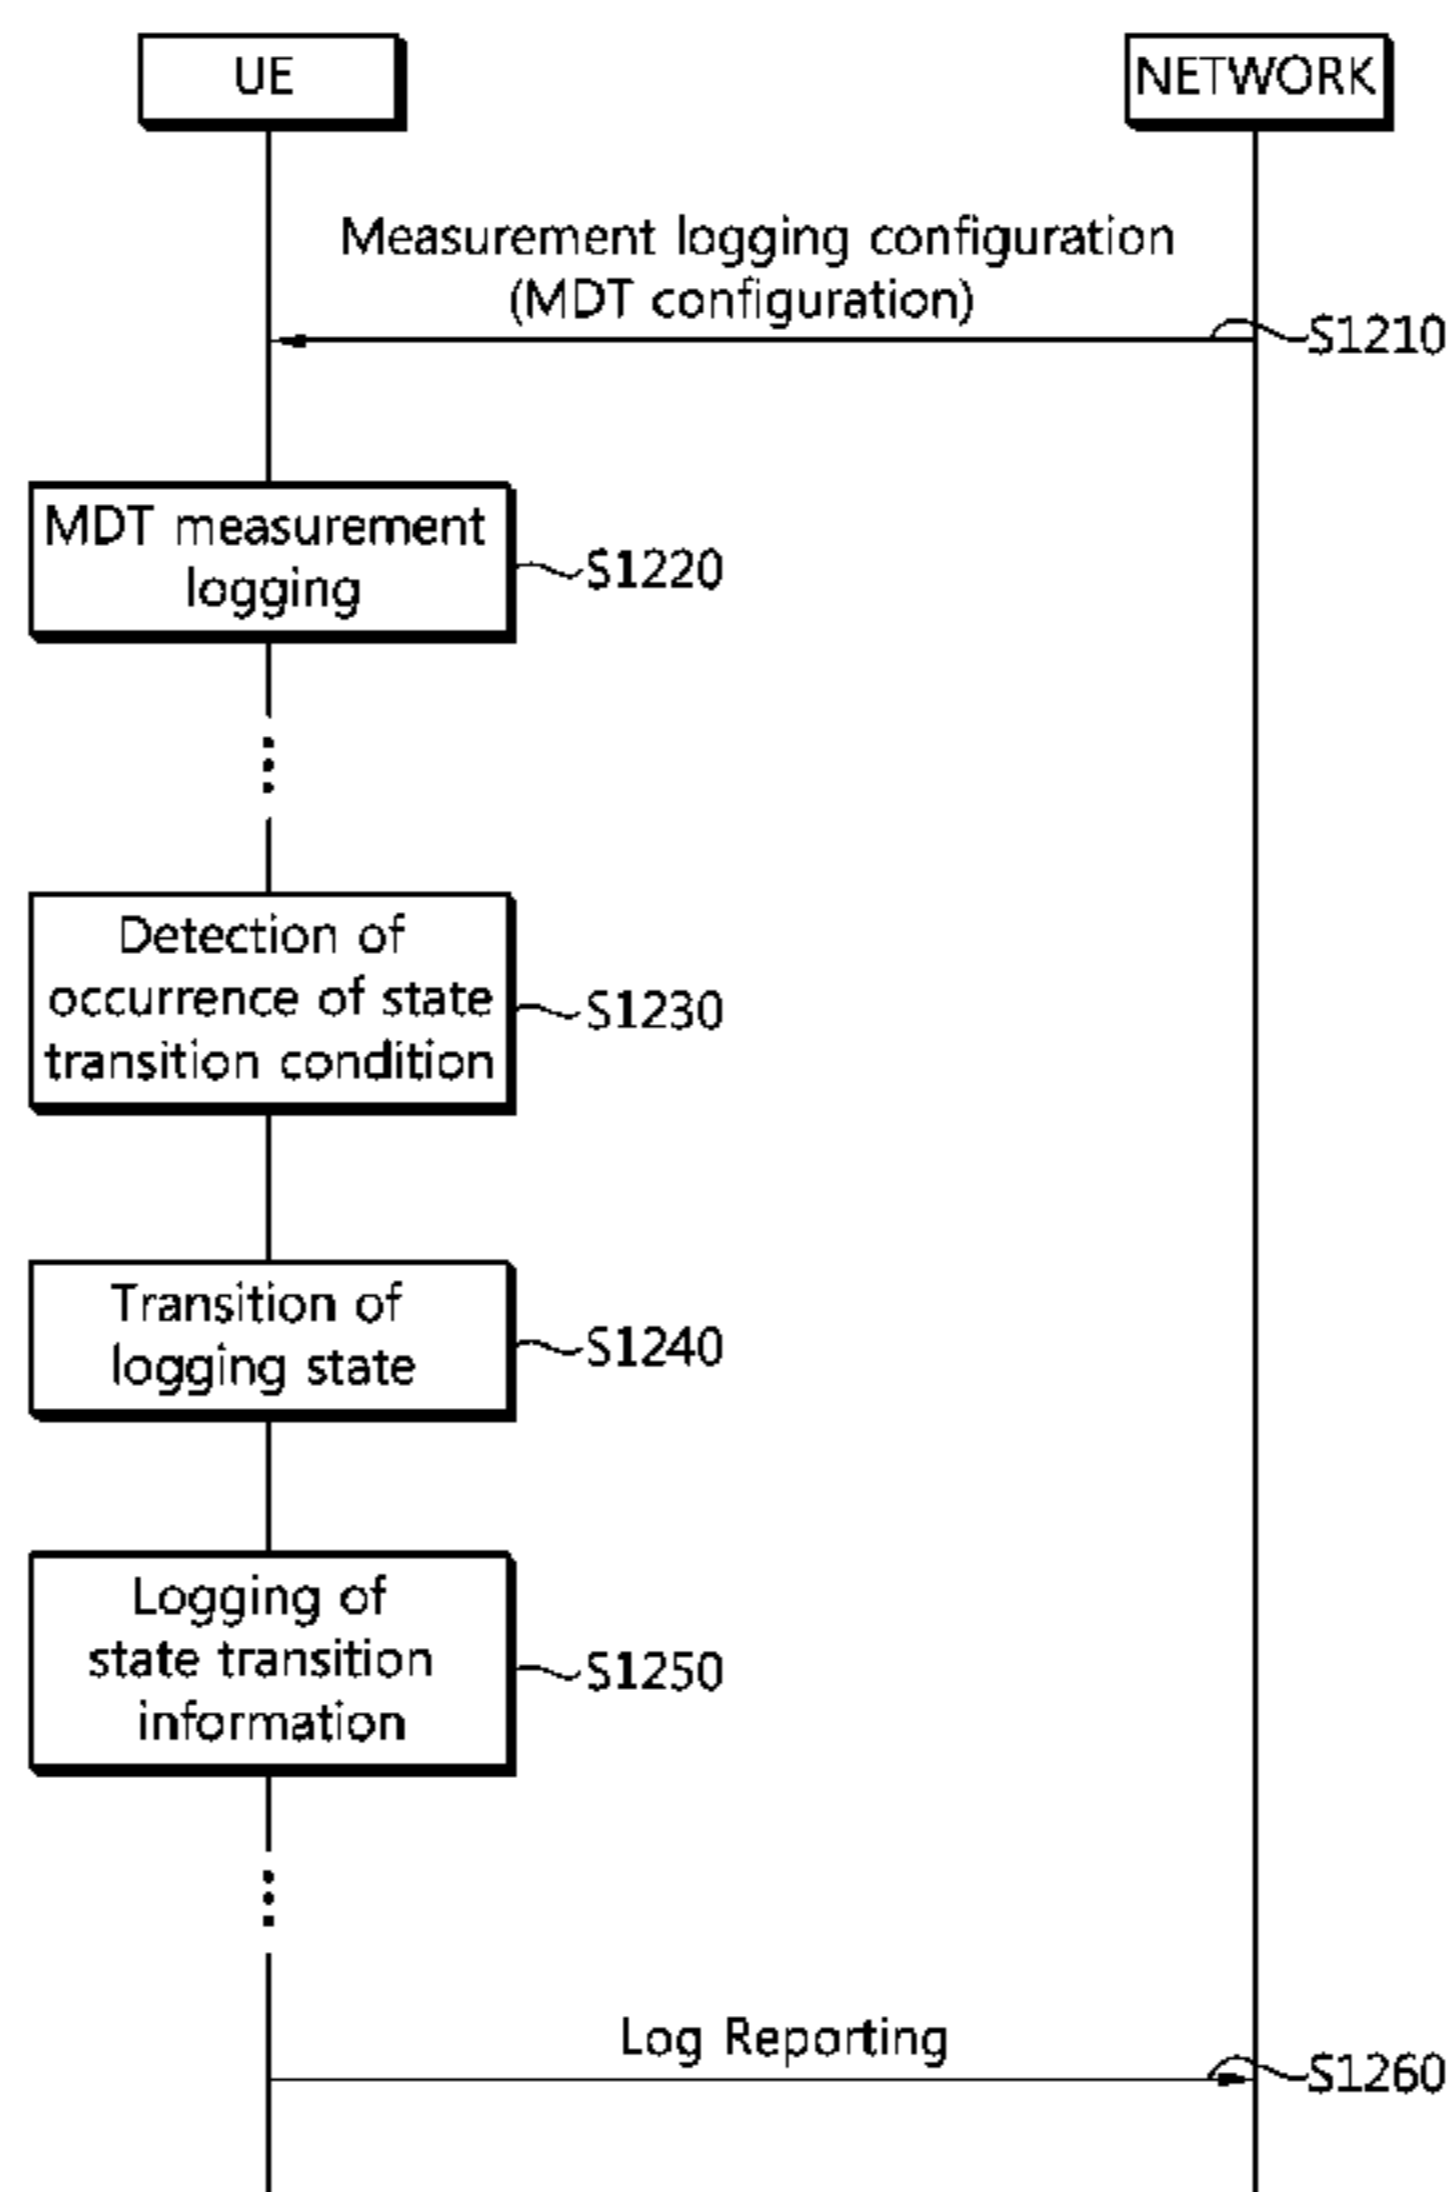 UE
NETWORK
Measurement logging configuration
(MDT configuration)
S1210
MDT measurement
logging
S1220
Detection of
occurrence of state
transition condition
S1230
Transition of
logging state
S1240
Logging of
state transition
information
S1250
Log Reporting
S1260